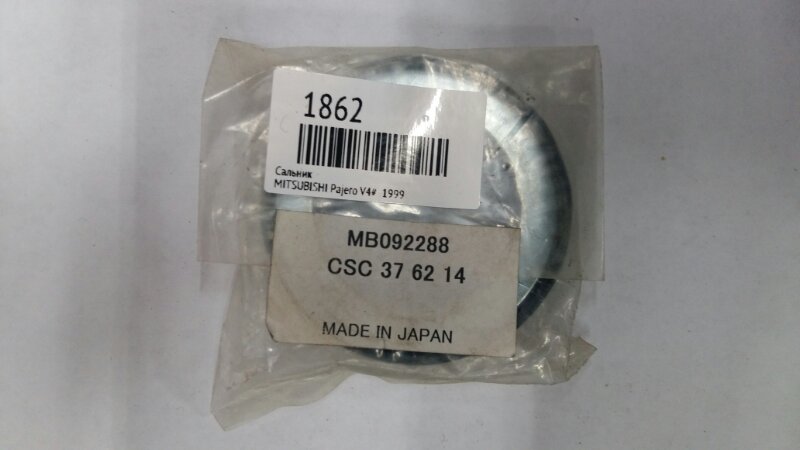 1862
Сальник
MITSUBISHI Pajero V4# 1999
MB092288
CSC 37 62 14
MADE IN JAPAN